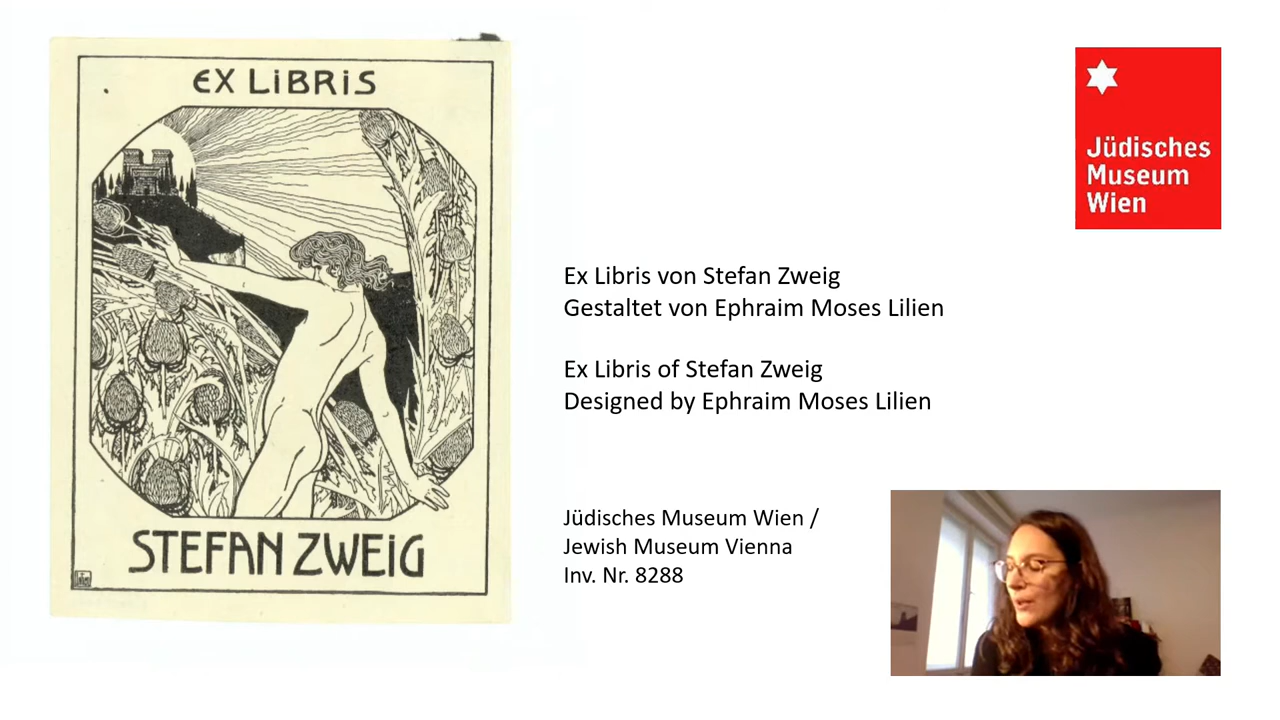 EX LiBRiS
STEFAN ZWEiG
Jüdisches
Museum
Wien
Ex Libris von Stefan Zweig
Gestaltet von Ephraim Moses Lilien
Ex Libris of Stefan Zweig
Designed by Ephraim Moses Lilien
Jüdisches Museum Wien /
Jewish Museum Vienna
Inv. Nr. 8288